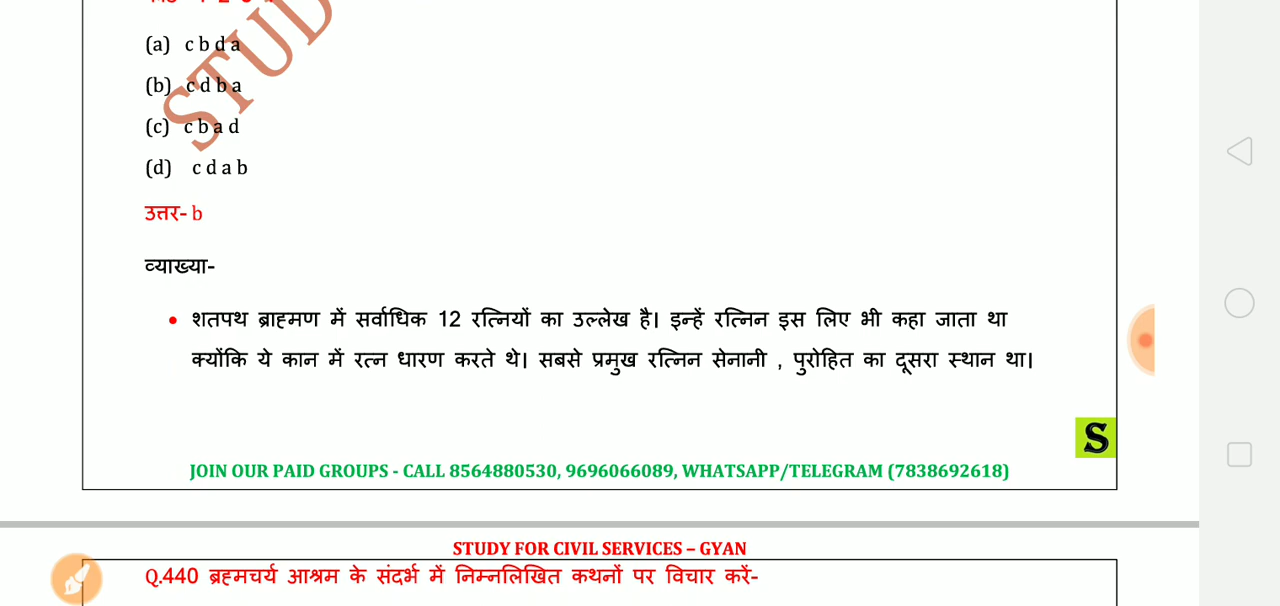 (a) c b d a
(b) c d b a
(c) c b a d
(d) c d a b
उत्तर- b
व्याख्या-
• शतपथ ब्राह्मण में सर्वाधिक 12 रत्नियों का उल्लेख है। इन्हें रत्निन इस लिए भी कहा जाता था
क्योंकि ये कान में रत्न धारण करते थे। सबसे प्रमुख रत्निन सेनानी , पुरोहित का दूसरा स्थान था।
STUD
S
JOIN OUR PAID GROUPS - CALL 8564880530, 9696066089, WHATSAPP/TELEGRAM (7838692618)
STUDY FOR CIVIL SERVICES – GYAN
Q.440 ब्रह्मचर्य आश्रम के संदर्भ में निम्नलिखित कथनों पर विचार करें-